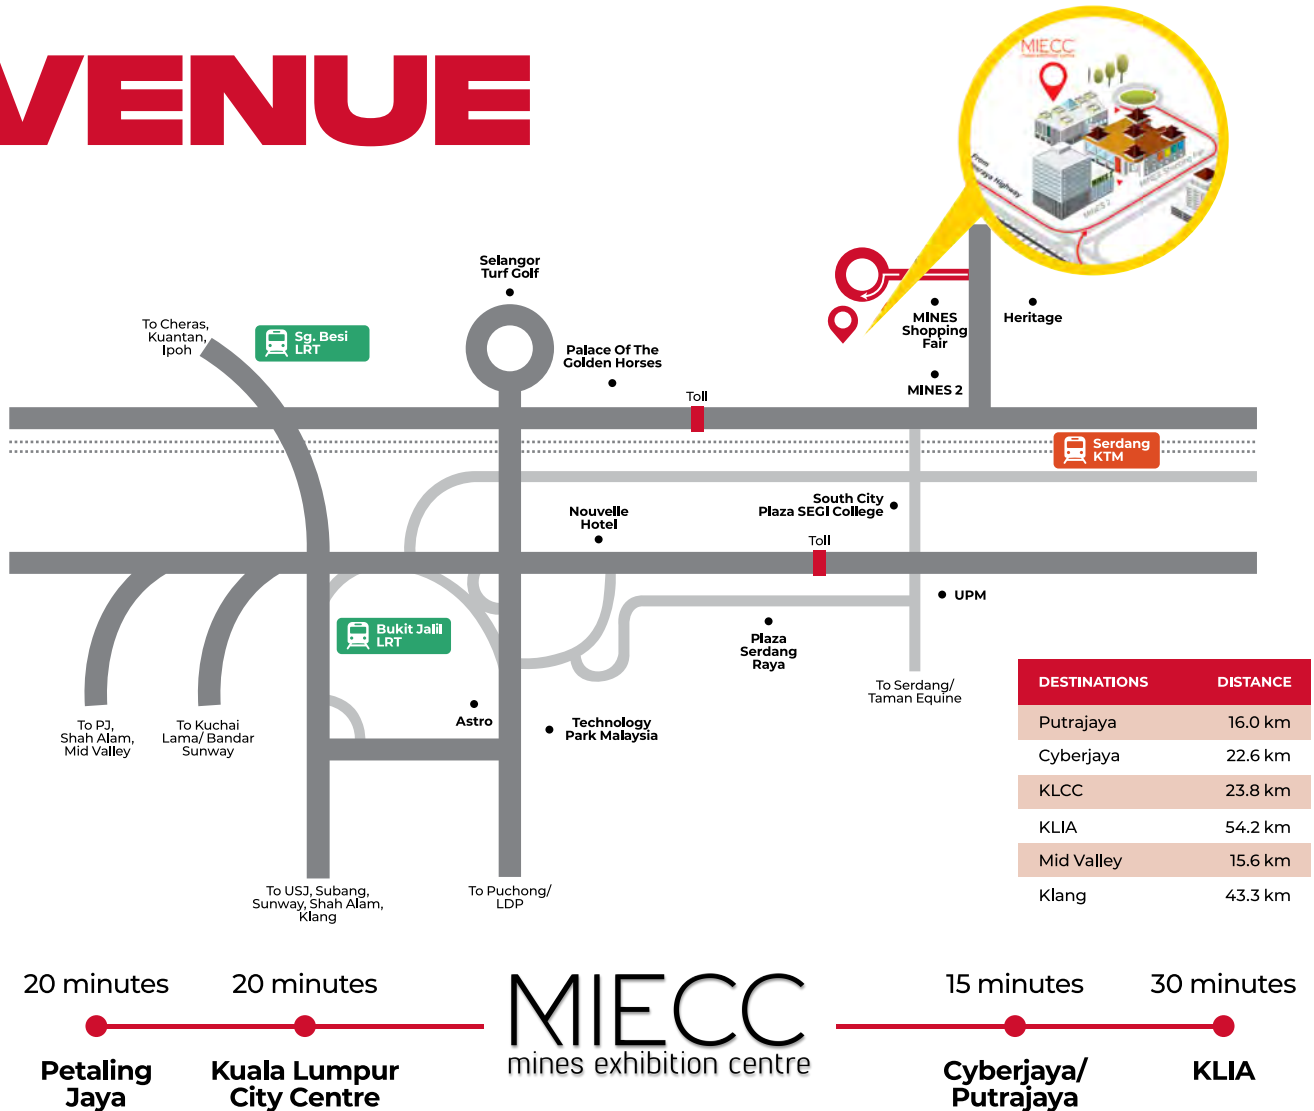 VENUE
MIECC
From
MINES 2
MINES Shopping Fair
Selangor
Turf Golf
To Cheras,
Kuantan,
Ipoh
Sg. Besi
LRT
Palace Of The
Golden Horses
MINES
Shopping
Fair
Heritage
MINES 2
Toll
Serdang
KTM
South City
Plaza SEGI College
Nouvelle
Hotel
Toll
UPM
Bukit Jalil
LRT
Plaza
Serdang
Raya
To Serdang/
Taman Equine
Astro
Technology
Park Malaysia
To PJ,
Shah Alam,
Mid Valley
To Kuchai
Lama/ Bandar
Sunway
To USJ, Subang,
Sunway, Shah Alam,
Klang
To Puchong/
LDP
DESTINATIONS DISTANCE
Putrajaya 16.0 km
Cyberjaya 22.6 km
KLCC 23.8 km
KLIA 54.2 km
Mid Valley 15.6 km
Klang 43.3 km
20 minutes
Petaling
Jaya
20 minutes
Kuala Lumpur
City Centre
MIECC
mines exhibition centre
15 minutes
Cyberjaya/
Putrajaya
30 minutes
KLIA